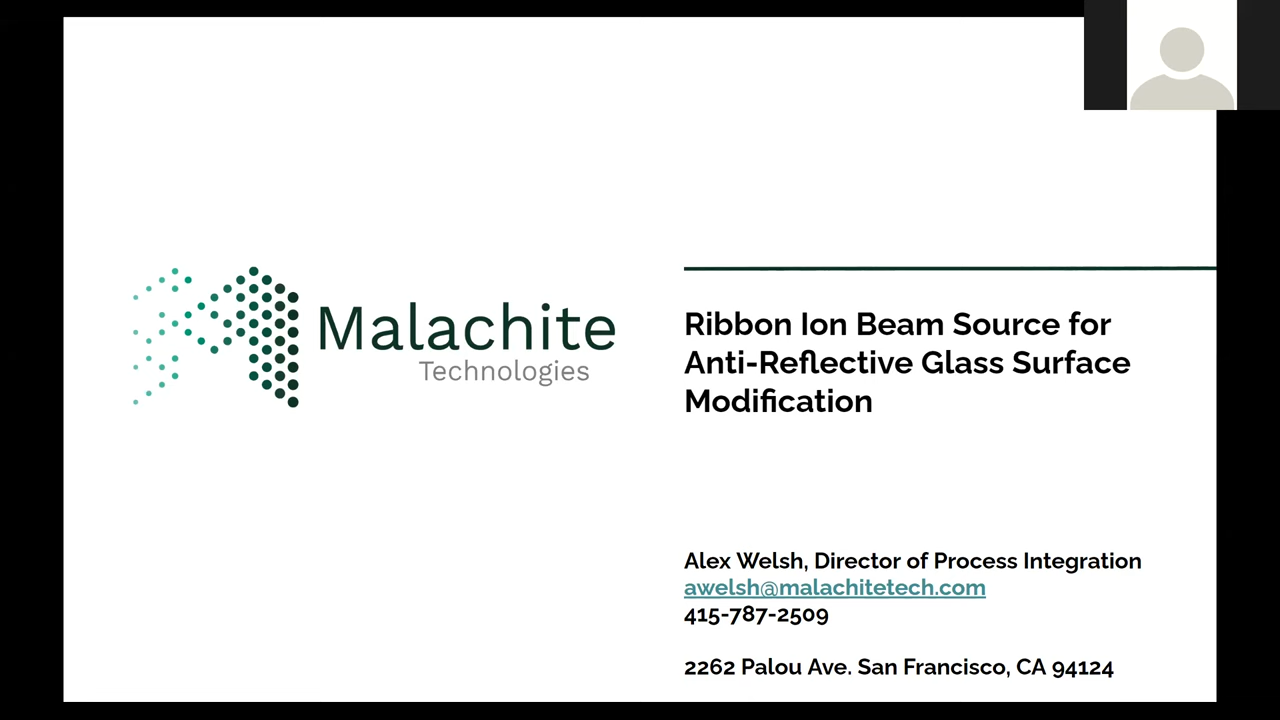 Malachite
Technologies
Ribbon Ion Beam Source for
Anti-Reflective Glass Surface
Modification
Alex Welsh, Director of Process Integration
awelsh@malachitetech.com
415-787-2509
2262 Palou Ave. San Francisco, CA 94124